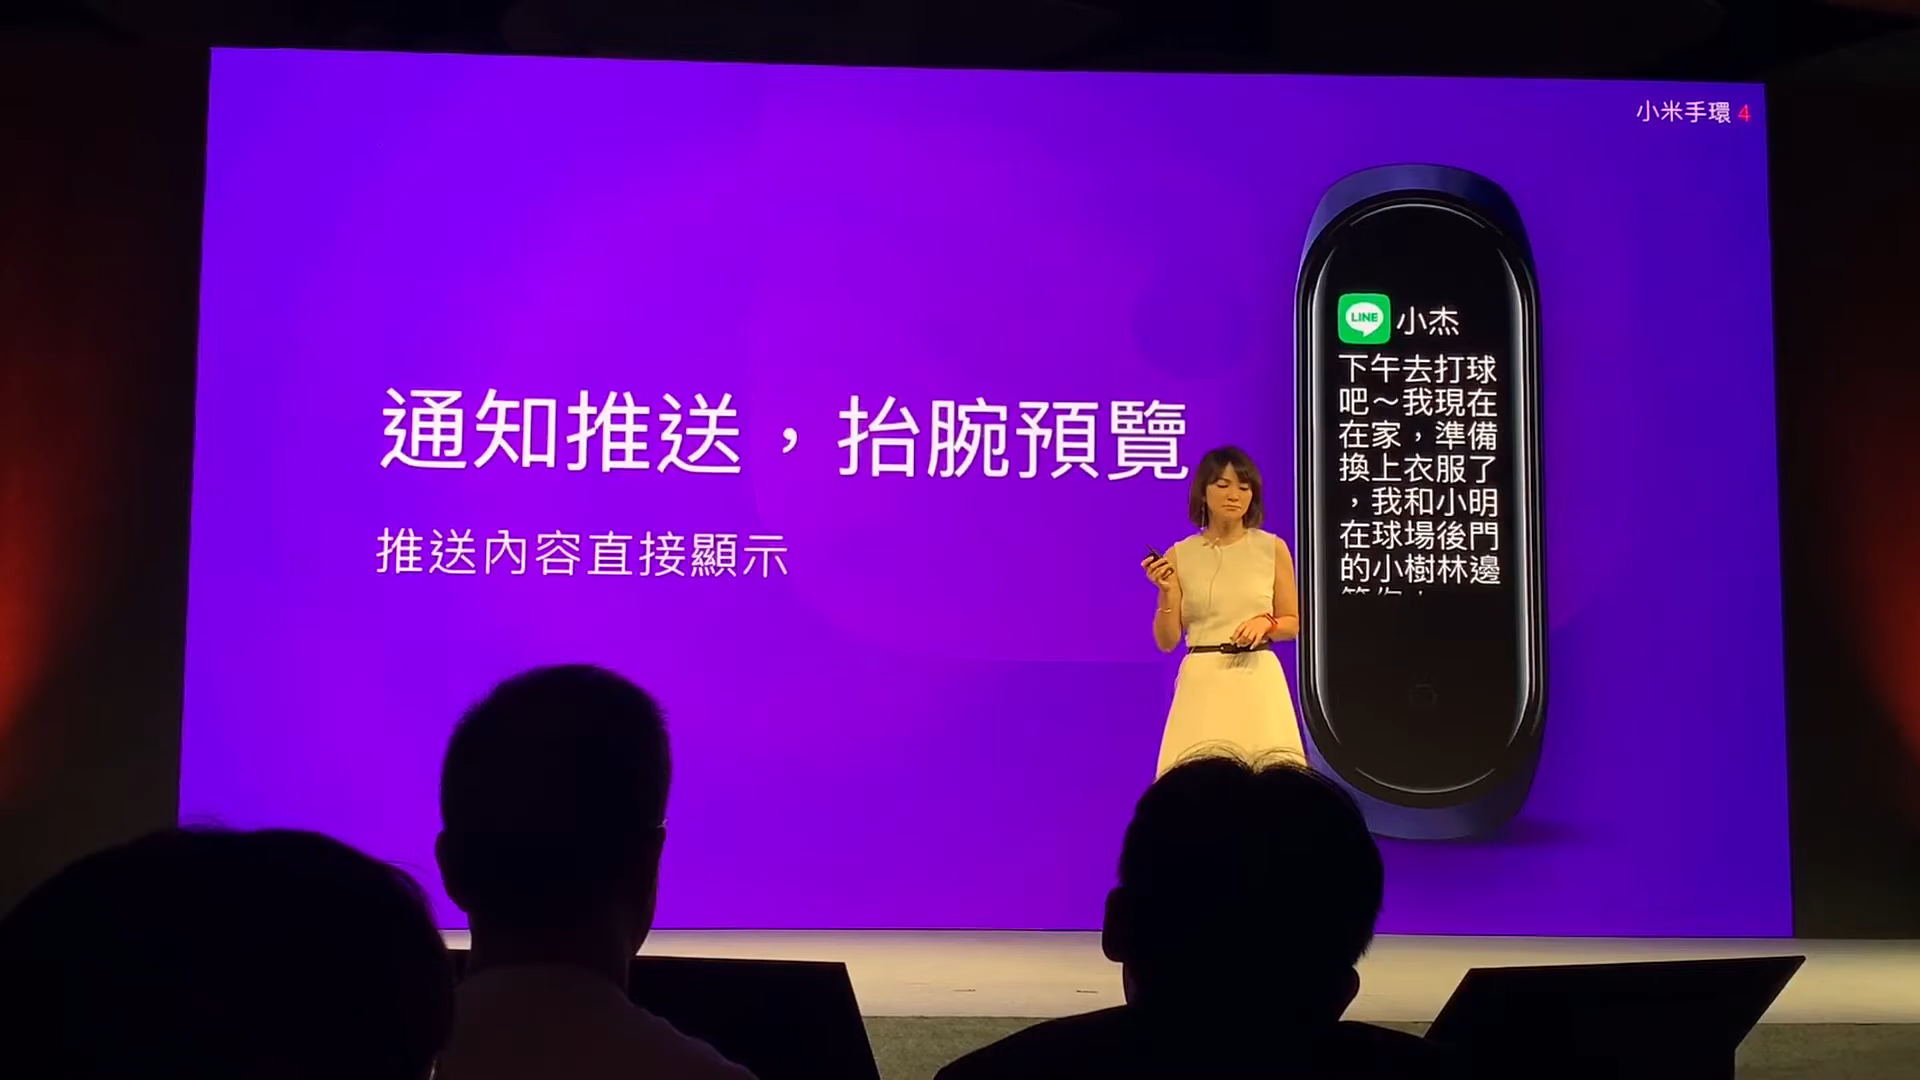 小米手環 4
通知推送，抬腕預覽
推送內容直接顯示
LINE 小杰
下午去打球
吧～我現在
在家，準備
換上衣服了
，我和小明
在球場後門
的小樹林邊